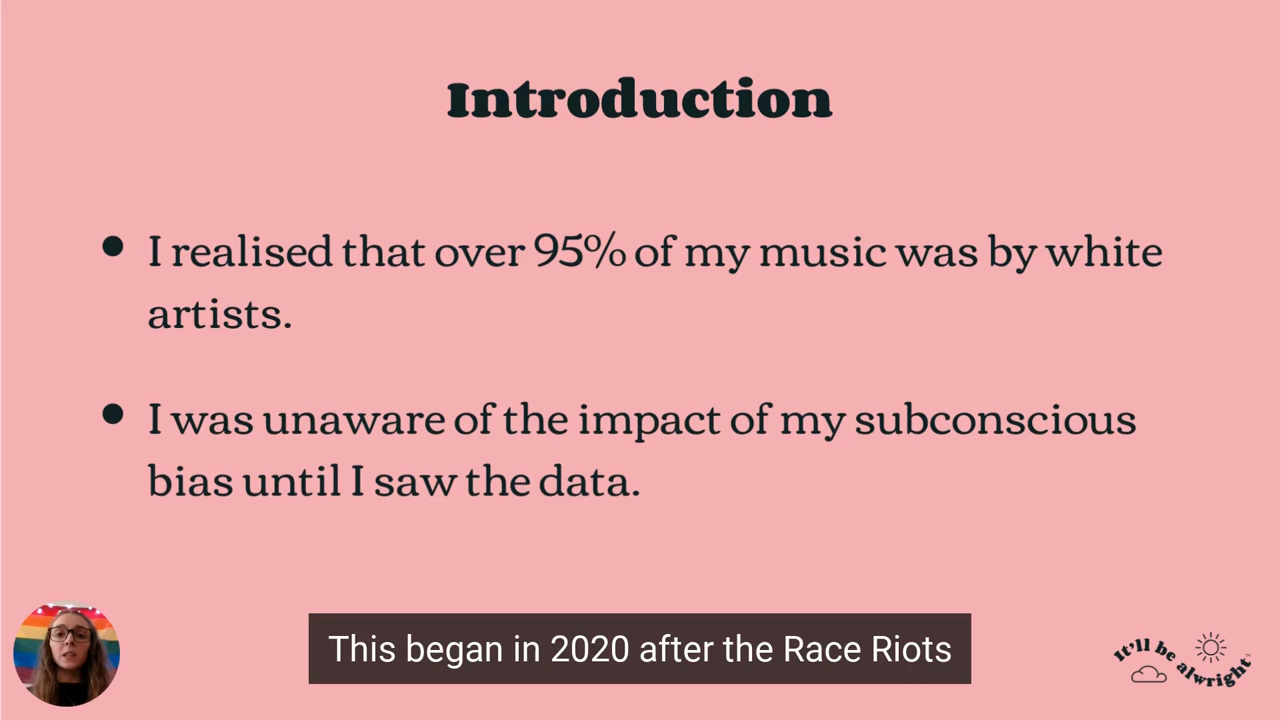 Introduction
• I realised that over 95% of my music was by white
artists.
• I was unaware of the impact of my subconscious
bias until I saw the data.
This began in 2020 after the Race Riots
It'll be
alwright